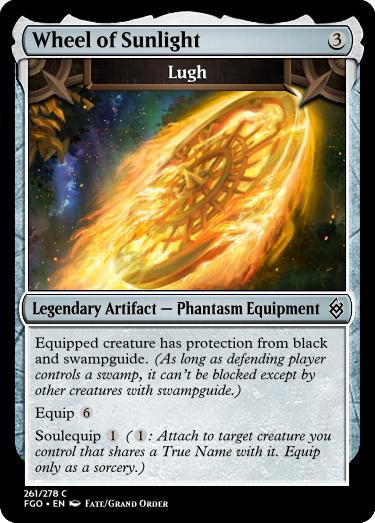 Wheel of Sunlight 3
Lugh
Legendary Artifact — Phantasm Equipment
Equipped creature has protection from black
and swampguide. (As long as defending player
controls a swamp, it can't be blocked except by
other creatures with swampguide.)
Equip 6
Soulequip 1 ( 1 : Attach to target creature you
control that shares a True Name with it. Equip
only as a sorcery.)
261/278 C
FGO • EN Fate/Grand Order